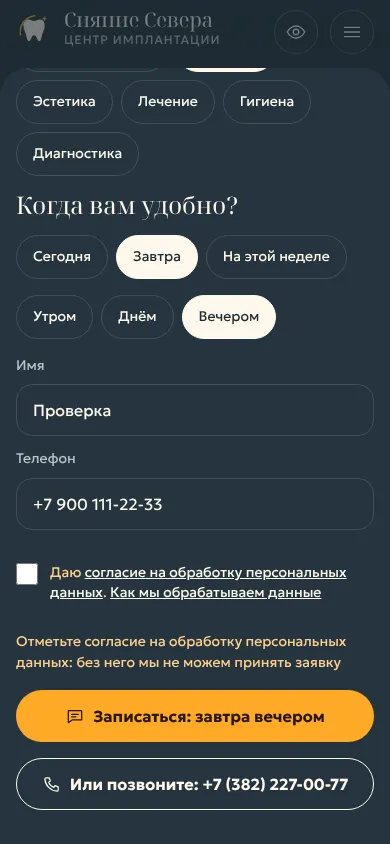 Сияние Севера
ЦЕНТР ИМПЛАНТАЦИИ
Эстетика
Лечение
Гигиена
Диагностика
Когда вам удобно?
Сегодня
Завтра
На этой неделе
Утром
Днём
Вечером
Имя
Проверка
Телефон
+7 900 111-22-33
Даю согласие на обработку персональных
данных. Как мы обрабатываем данные
Отметьте согласие на обработку персональных
данных: без него мы не можем принять заявку
Записаться: завтра вечером
Или позвоните: +7 (382) 227-00-77